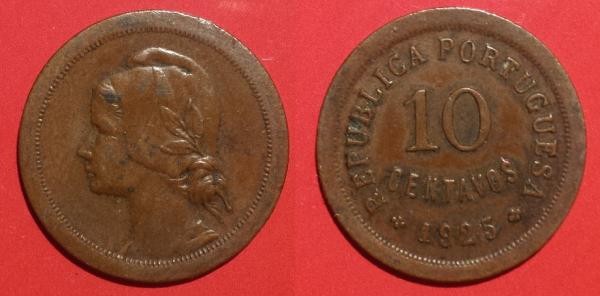 REPUBLICA PORTUGUESA
10
CENTAVOS
* 1925 *